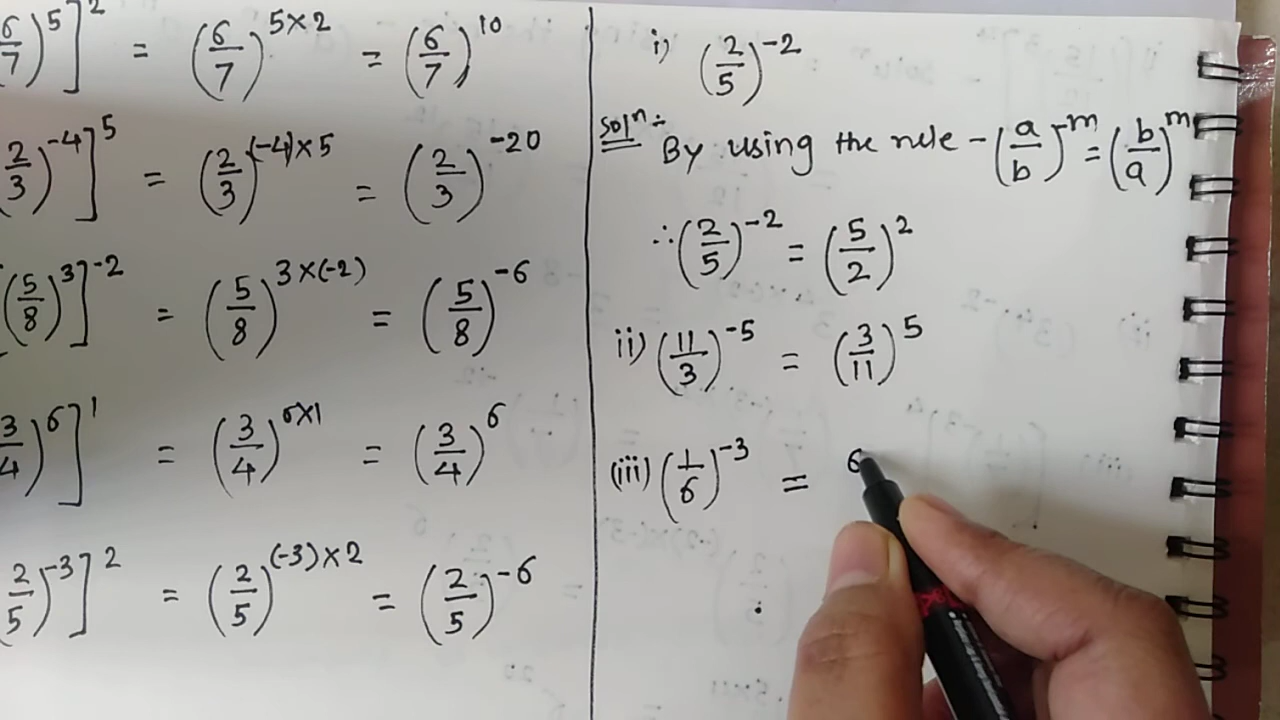 (6/7)^5]^2 = (6/7)^5×2 = (6/7)^10
(2/3)^-4]^5 = (2/3)^(-4)×5 = (2/3)^-20
[(5/8)^3]^-2 = (5/8)^3×(-2) = (5/8)^-6
(3/4)^6]^1 = (3/4)^6×1 = (3/4)^6
(2/5)^-3]^2 = (2/5)^(-3)×2 = (2/5)^-6
i) (2/5)^-2
Solⁿ÷ By using the rule - (a/b)^-m = (b/a)^m
∴ (2/5)^-2 = (5/2)^2
ii) (11/3)^-5 = (3/11)^5
(iii) (1/6)^-3 = 6